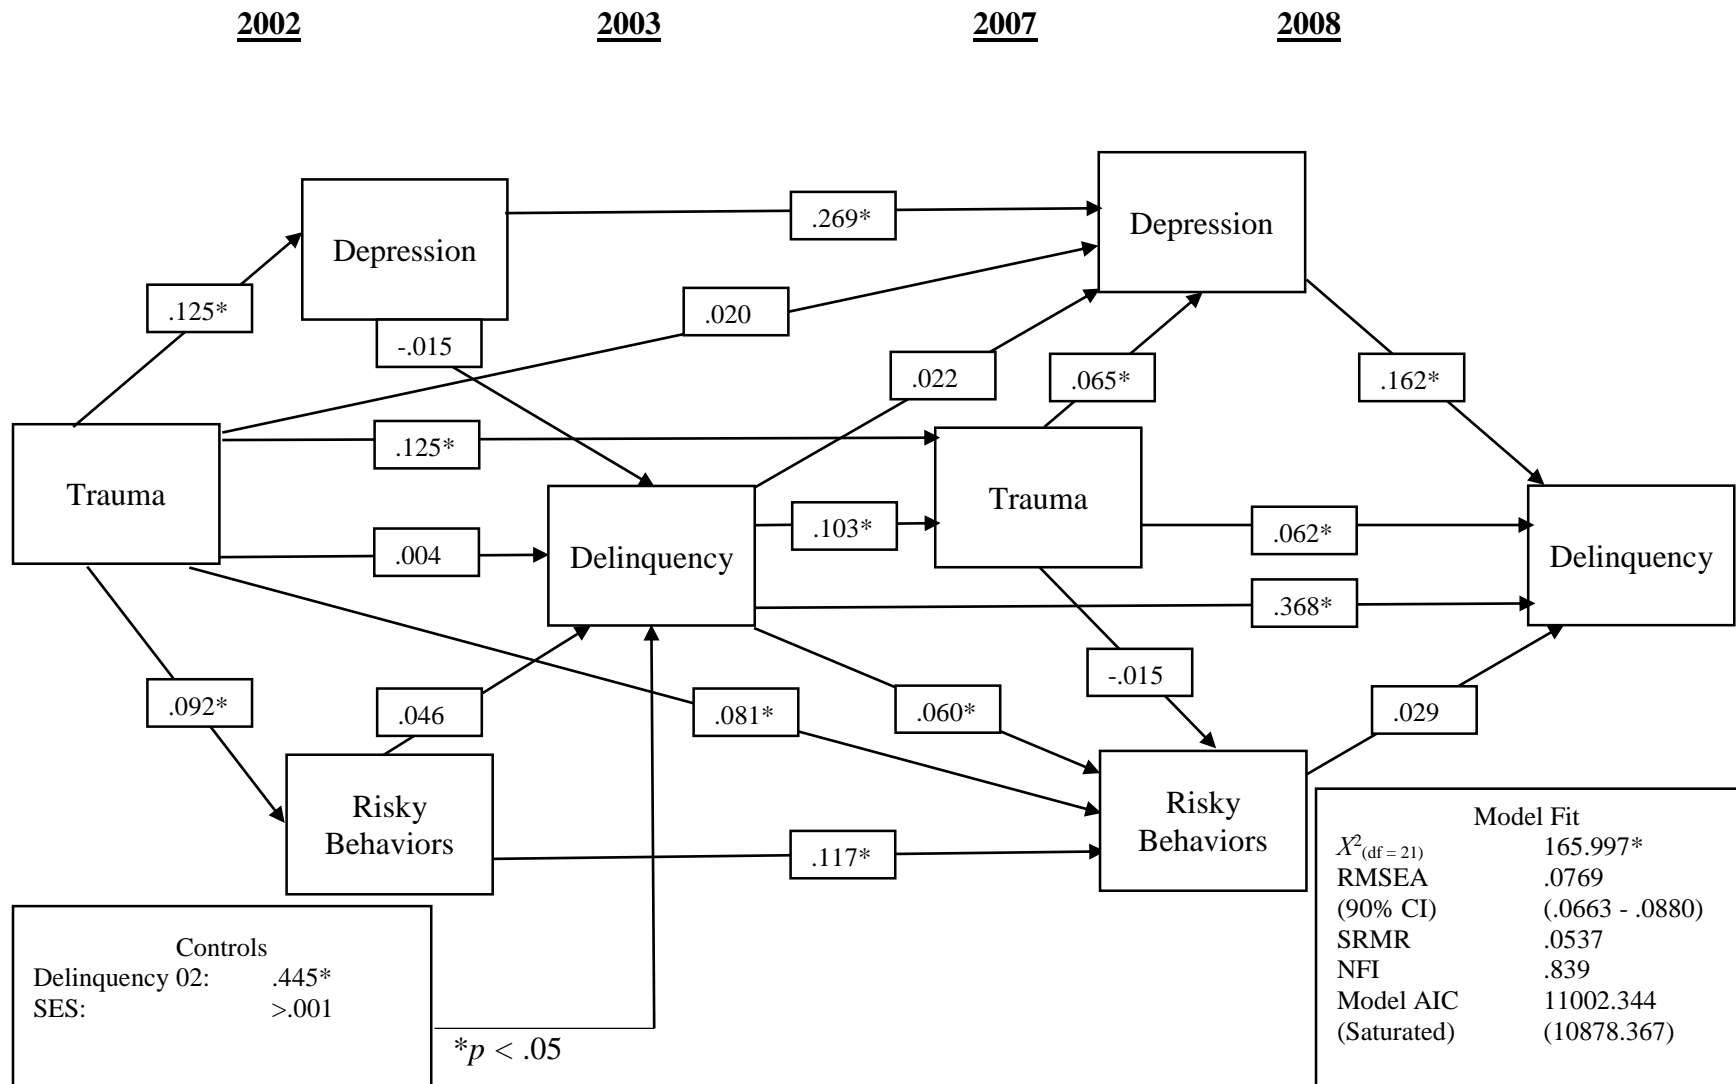 2002 2003 2007 2008
Depression
Depression
.269*
.125*
.020
-.015
.022
.065*
.162*
.125*
Trauma
Trauma
.103*
.062*
.004
Delinquency
Delinquency
.368*
-.015
.092*
.046
.081*
.060*
.029
Risky
Behaviors
Risky
Behaviors
.117*
Model Fit
X²(df = 21) 165.997*
RMSEA .0769
(90% CI) (.0663 - .0880)
SRMR .0537
NFI .839
Model AIC 11002.344
(Saturated) (10878.367)
Controls
Delinquency 02: .445*
SES: >.001
*p < .05